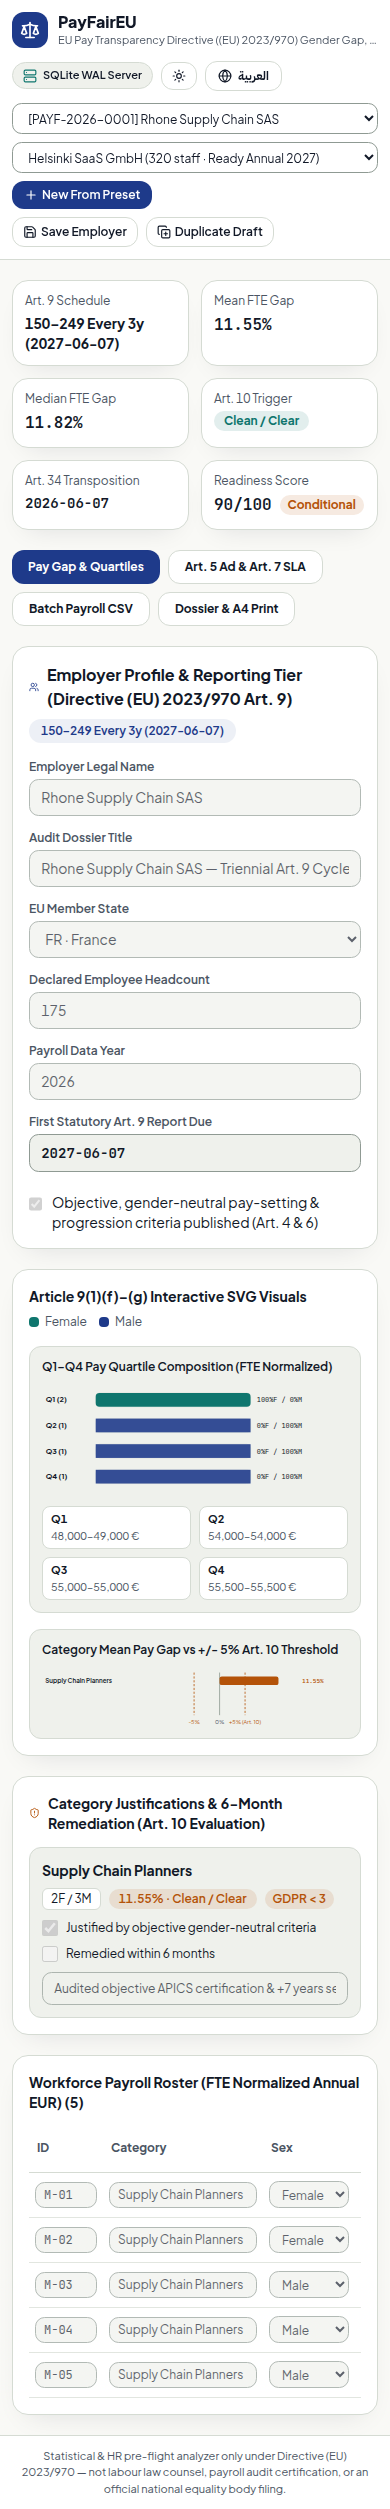 PayFairEU
EU Pay Transparency Directive ((EU) 2023/970) Gender Gap, ...
SQLite WAL Server
العربية
[PAYF-2026-0001] Rhone Supply Chain SAS
Helsinki SaaS GmbH (320 staff · Ready Annual 2027)
New From Preset
Save Employer
Duplicate Draft
Art. 9 Schedule
150–249 Every 3y
(2027-06-07)
Mean FTE Gap
11.55%
Median FTE Gap
11.82%
Art. 10 Trigger
Clean / Clear
Art. 34 Transposition
2026-06-07
Readiness Score
90/100 Conditional
Pay Gap & Quartiles
Art. 5 Ad & Art. 7 SLA
Batch Payroll CSV
Dossier & A4 Print
Employer Profile & Reporting Tier
(Directive (EU) 2023/970 Art. 9)
150–249 Every 3y (2027-06-07)
Employer Legal Name
Rhone Supply Chain SAS
Audit Dossier Title
Rhone Supply Chain SAS — Triennial Art. 9 Cycle
EU Member State
FR · France
Declared Employee Headcount
175
Payroll Data Year
2026
First Statutory Art. 9 Report Due
2027-06-07
Objective, gender-neutral pay-setting &
progression criteria published (Art. 4 & 6)
Article 9(1)(f)–(g) Interactive SVG Visuals
Female Male
Q1–Q4 Pay Quartile Composition (FTE Normalized)
Q1 (2) 100%F / 0%M
Q2 (1) 0%F / 100%M
Q3 (1) 0%F / 100%M
Q4 (1) 0%F / 100%M
Q1
48,000–49,000 €
Q2
54,000–54,000 €
Q3
55,000–55,000 €
Q4
55,500–55,500 €
Category Mean Pay Gap vs +/- 5% Art. 10 Threshold
Supply Chain Planners 11.55%
-5% 0% +5% (Art. 10)
Category Justifications & 6-Month
Remediation (Art. 10 Evaluation)
Supply Chain Planners
2F / 3M 11.55% · Clean / Clear GDPR < 3
Justified by objective gender-neutral criteria
Remedied within 6 months
Audited objective APICS certification & +7 years se
Workforce Payroll Roster (FTE Normalized Annual
EUR) (5)
ID Category Sex
M-01 Supply Chain Planners Female
M-02 Supply Chain Planners Female
M-03 Supply Chain Planners Male
M-04 Supply Chain Planners Male
M-05 Supply Chain Planners Male
Statistical & HR pre-flight analyzer only under Directive (EU)
2023/970 — not labour law counsel, payroll audit certification, or an
official national equality body filing.